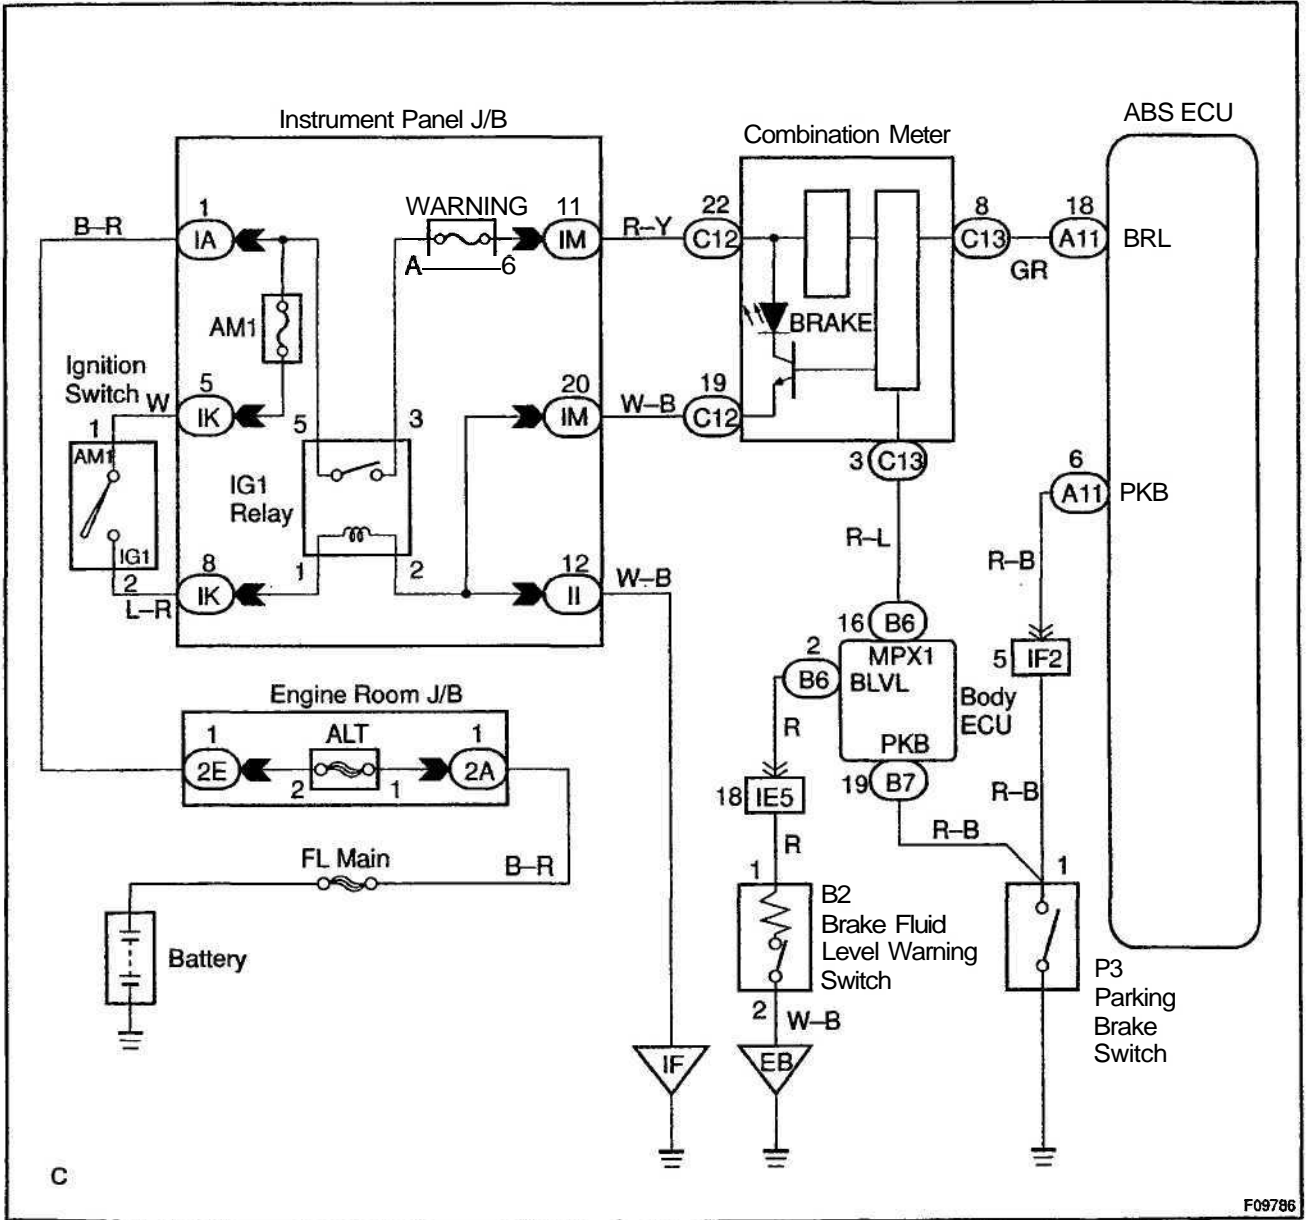 Instrument Panel J/B
Combination Meter
ABS ECU
1
WARNING
11
22
8
18
B–R
IA
IM
R–Y
C12
C13
A11
BRL
A
6
GR
AM1
BRAKE
Ignition
Switch
W
5
IK
20
IM
W–B
19
C12
1
AM1
5
3
3
C13
6
A11
PKB
IG1
Relay
R–L
R–B
IG1
2
L–R
8
IK
1
2
12
II
W–B
16
B6
MPX1
2
B6
BLVL
Body
ECU
5
IF2
Engine Room J/B
1
ALT
1
R
PKB
2E
2
1
2A
18
IE5
19
B7
R–B
R–B
FL Main
B–R
R
1
1
B2
Brake Fluid
Level Warning
Switch
Battery
P3
Parking
Brake
Switch
2
W–B
IF
EB
C
F09786